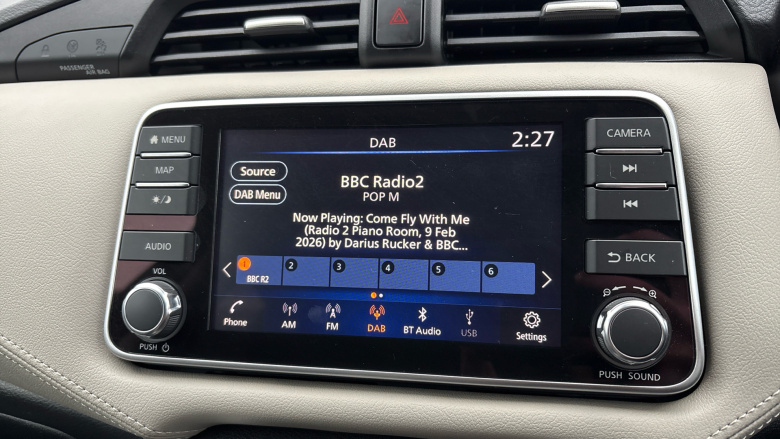 PASSENGER
AIR BAG
MENU
MAP
AUDIO
VOL
PUSH
DAB
2:27
Source
DAB Menu
BBC Radio2
POP M
Now Playing: Come Fly With Me
(Radio 2 Piano Room, 9 Feb
2026) by Darius Rucker & BBC...
1 2 3 4 5 6
BBC R2
Phone AM FM DAB BT Audio USB Settings
CAMERA
BACK
PUSH SOUND